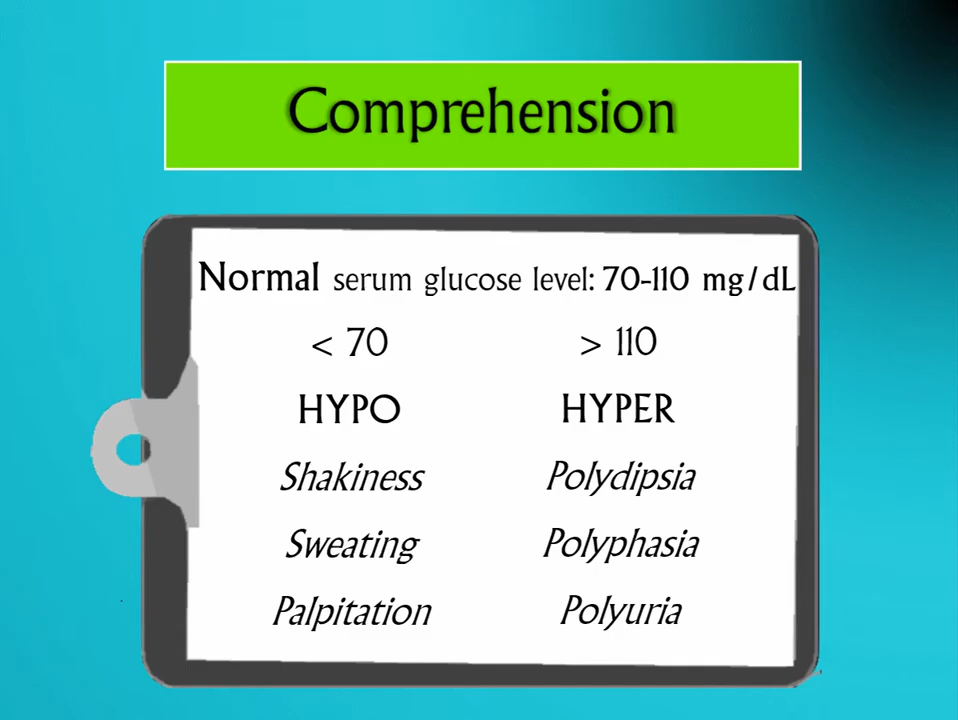 Comprehension
Normal serum glucose level: 70-110 mg/dL
< 70 > 110
HYPO HYPER
Shakiness Polydipsia
Sweating Polyphasia
Palpitation Polyuria